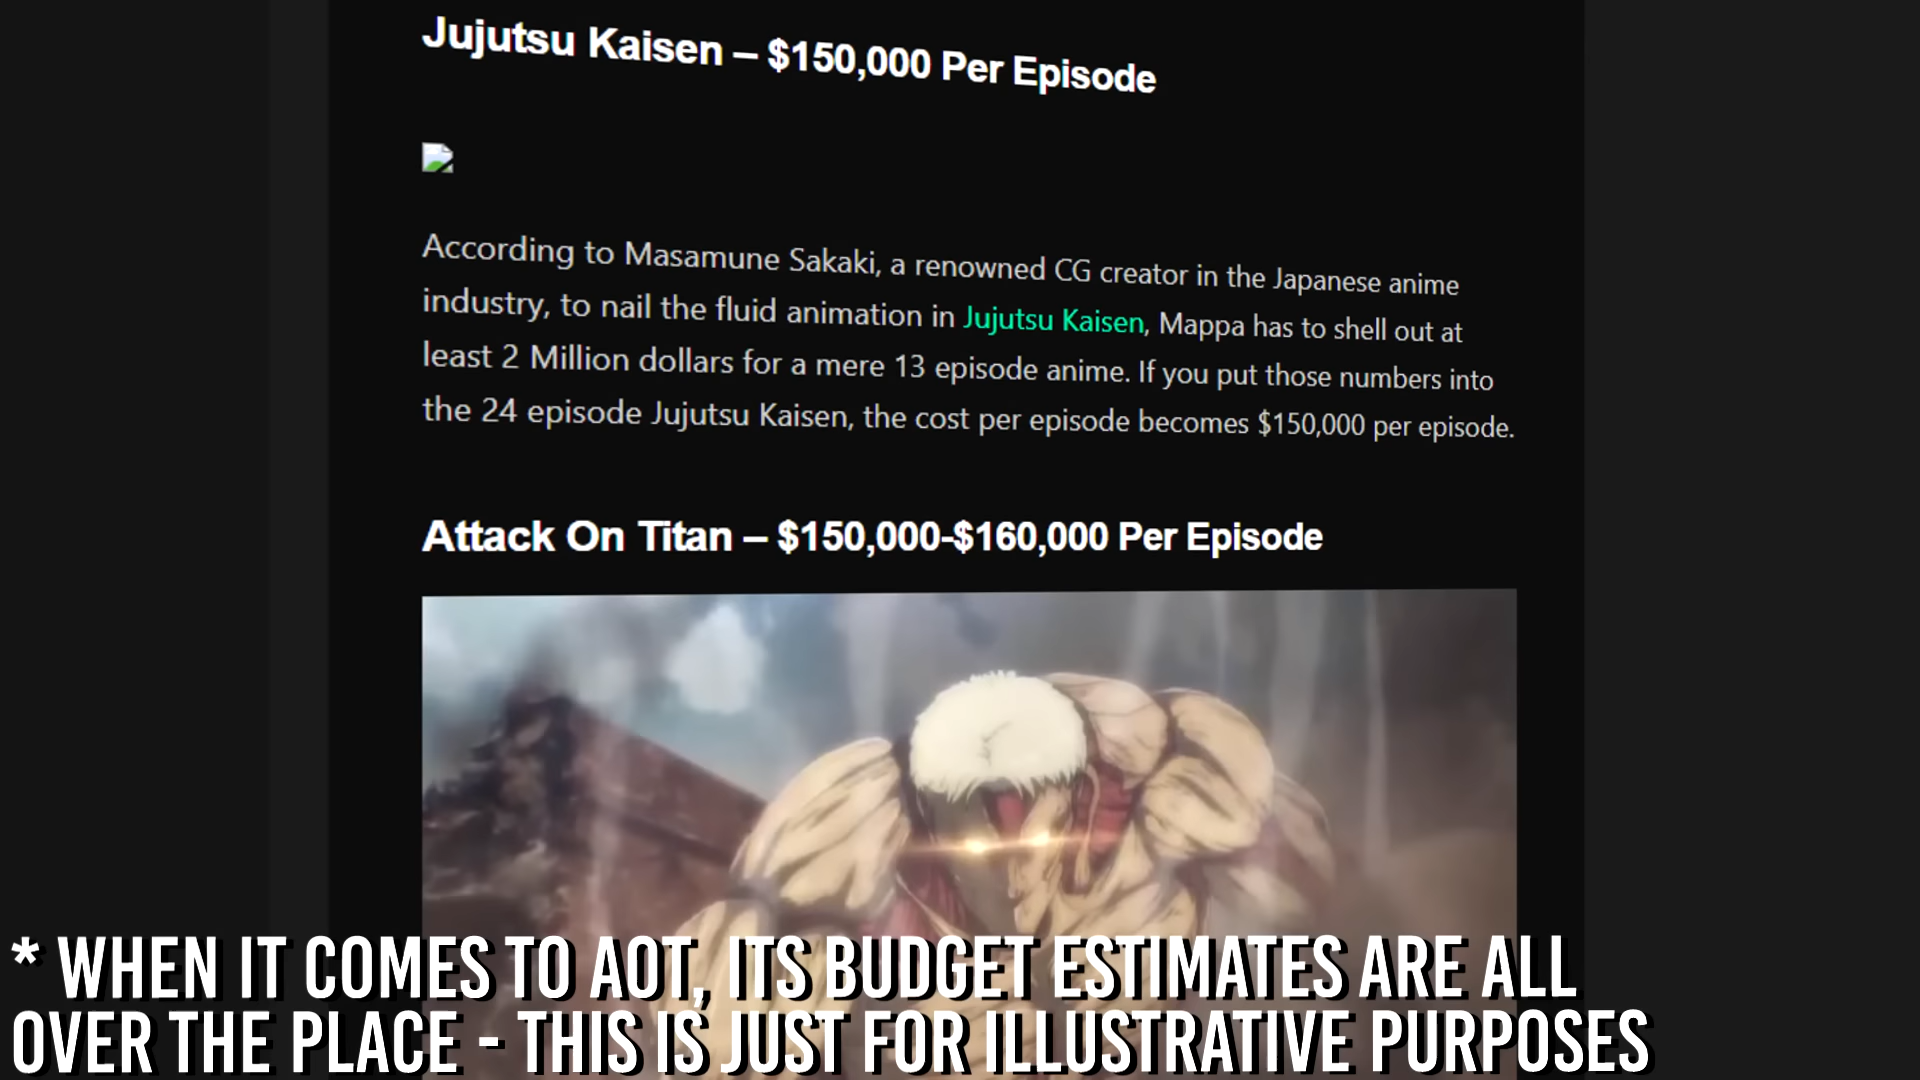 Jujutsu Kaisen – $150,000 Per Episode
According to Masamune Sakaki, a renowned CG creator in the Japanese anime
industry, to nail the fluid animation in Jujutsu Kaisen, Mappa has to shell out at
least 2 Million dollars for a mere 13 episode anime. If you put those numbers into
the 24 episode Jujutsu Kaisen, the cost per episode becomes $150,000 per episode.
Attack On Titan – $150,000-$160,000 Per Episode
* WHEN IT COMES TO AOT, ITS BUDGET ESTIMATES ARE ALL
OVER THE PLACE - THIS IS JUST FOR ILLUSTRATIVE PURPOSES